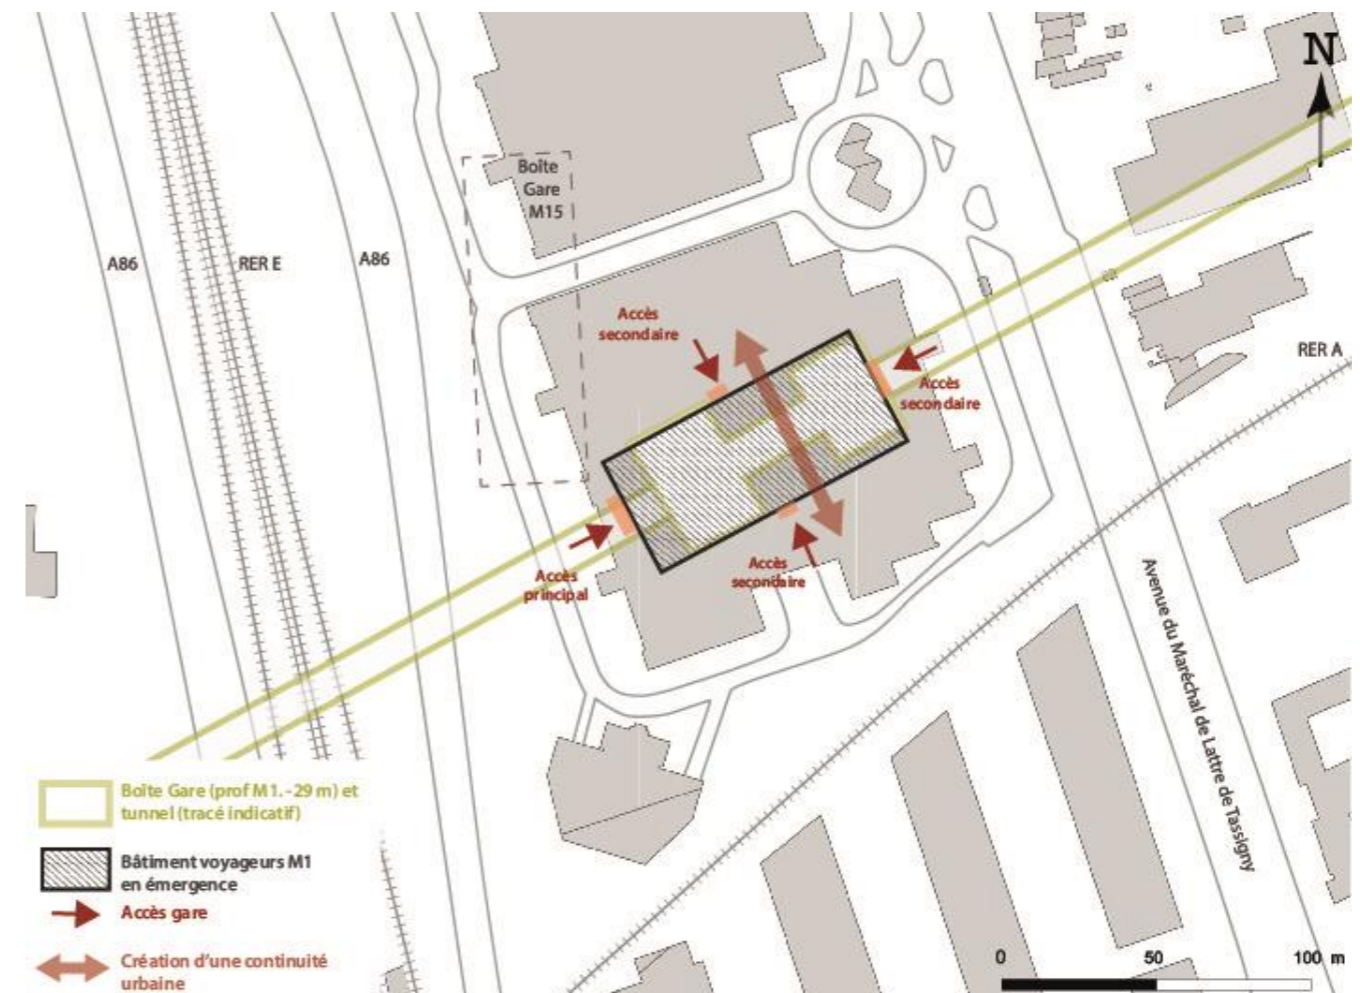 N
Boîte
Gare
M15
A86
RER E
A86
Accès
secondaire
RER A
Accès
secondaire
Accès
principal
Accès
secondaire
Avenue du Maréchal de Lattre de Tassigny
Boîte Gare (prof M1. -29 m) et
tunnel (tracé indicatif)
Bâtiment voyageurs M1
en émergence
Accès gare
Création d'une continuité
urbaine
0 50 100 m